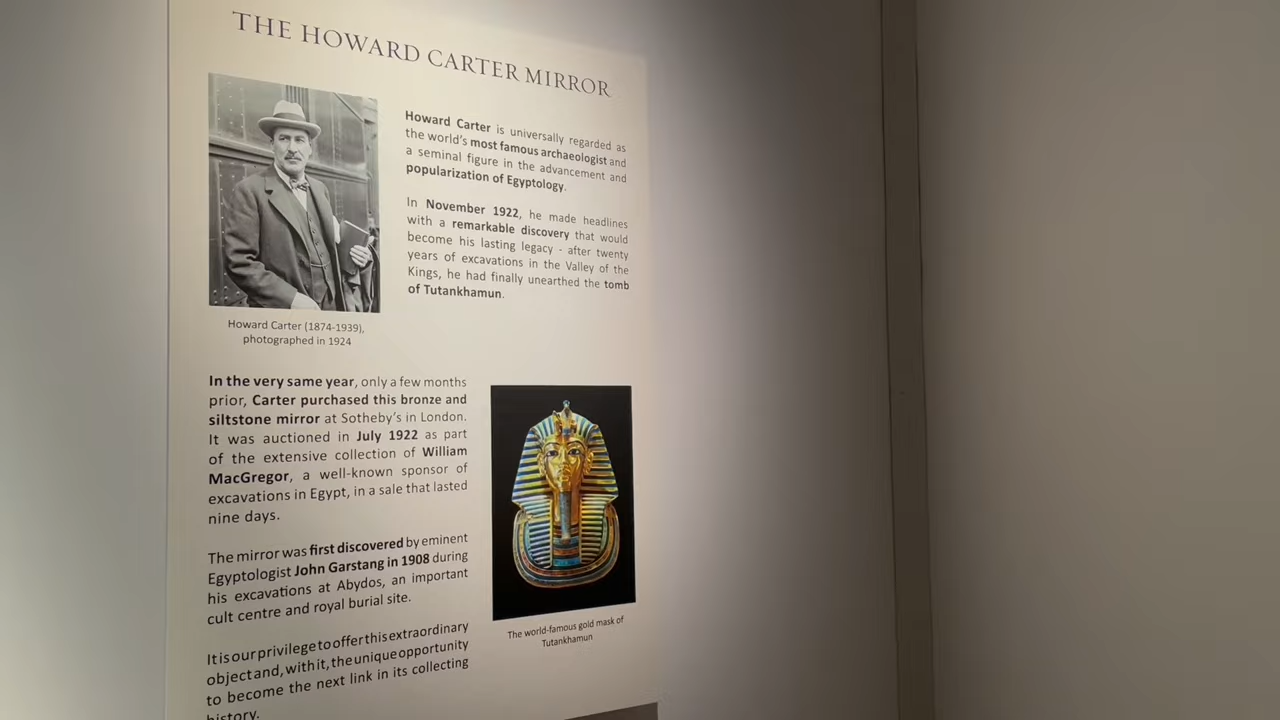 THE HOWARD CARTER MIRROR
Howard Carter is universally regarded as
the world's most famous archaeologist and
a seminal figure in the advancement and
popularization of Egyptology.
In November 1922, he made headlines
with a remarkable discovery that would
become his lasting legacy - after twenty
years of excavations in the Valley of the
Kings, he had finally unearthed the tomb
of Tutankhamun.
Howard Carter (1874-1939),
photographed in 1924
In the very same year, only a few months
prior, Carter purchased this bronze and
siltstone mirror at Sotheby's in London.
It was auctioned in July 1922 as part
of the extensive collection of William
MacGregor, a well-known sponsor of
excavations in Egypt, in a sale that lasted
nine days.
The mirror was first discovered by eminent
Egyptologist John Garstang in 1908 during
his excavations at Abydos, an important
cult centre and royal burial site.
It is our privilege to offer this extraordinary
object and, with it, the unique opportunity
to become the next link in its collecting
history.
The world-famous gold mask of
Tutankhamun